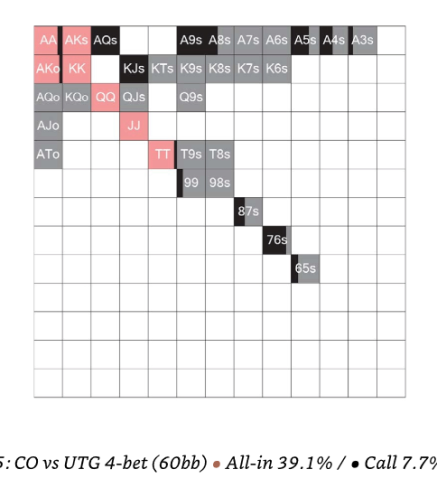 AA AKs AQs A9s A8s A7s A6s A5s A4s A3s
AKo KK KJs KTs K9s K8s K7s K6s
AQo KQo QQ QJs Q9s
AJo JJ
ATo TT T9s T8s
99 98s
87s
76s
65s
: CO vs UTG 4-bet (60bb) • All-in 39.1% / • Call 7.7%